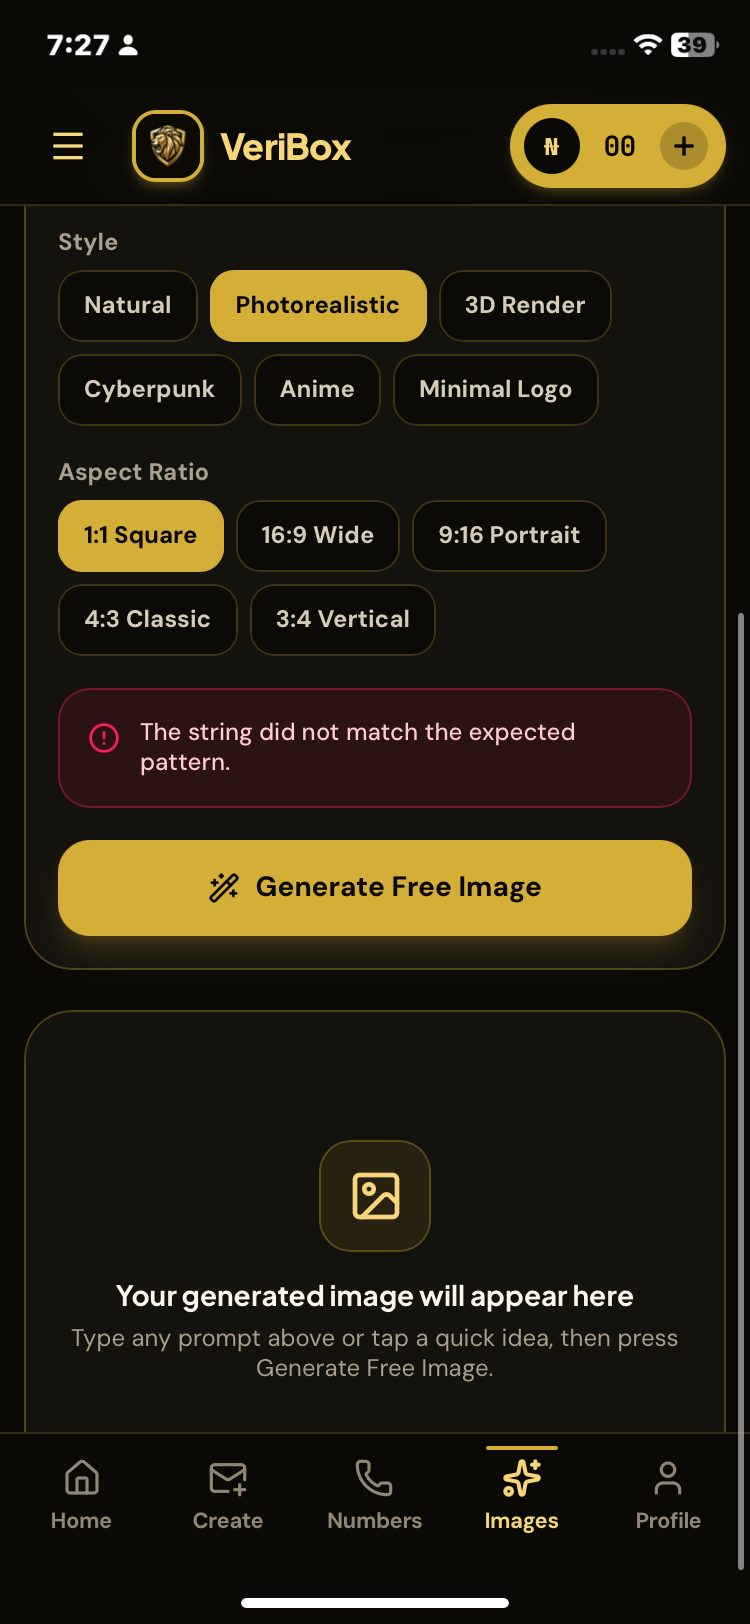 7:27
39
VeriBox
₦ 00 +
Style
Natural
Photorealistic
3D Render
Cyberpunk
Anime
Minimal Logo
Aspect Ratio
1:1 Square
16:9 Wide
9:16 Portrait
4:3 Classic
3:4 Vertical
The string did not match the expected
pattern.
Generate Free Image
Your generated image will appear here
Type any prompt above or tap a quick idea, then press
Generate Free Image.
Home
Create
Numbers
Images
Profile